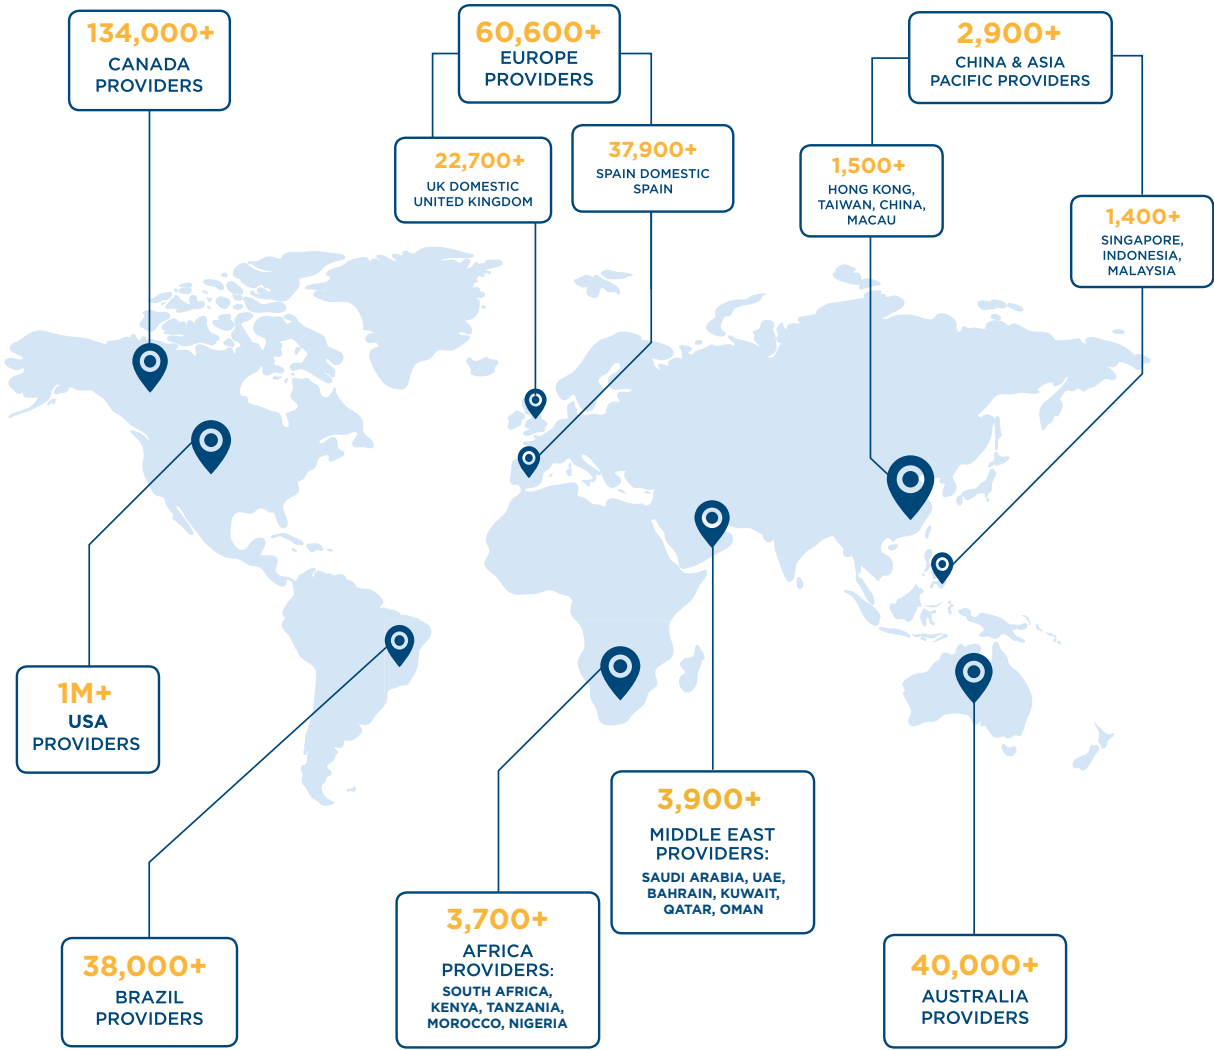 134,000+
CANADA
PROVIDERS
60,600+
EUROPE
PROVIDERS
2,900+
CHINA & ASIA
PACIFIC PROVIDERS
22,700+
UK DOMESTIC
UNITED KINGDOM
37,900+
SPAIN DOMESTIC
SPAIN
1,500+
HONG KONG,
TAIWAN, CHINA,
MACAU
1,400+
SINGAPORE,
INDONESIA,
MALAYSIA
1M+
USA
PROVIDERS
3,900+
MIDDLE EAST
PROVIDERS:
SAUDI ARABIA, UAE,
BAHRAIN, KUWAIT,
QATAR, OMAN
38,000+
BRAZIL
PROVIDERS
3,700+
AFRICA
PROVIDERS:
SOUTH AFRICA,
KENYA, TANZANIA,
MOROCCO, NIGERIA
40,000+
AUSTRALIA
PROVIDERS